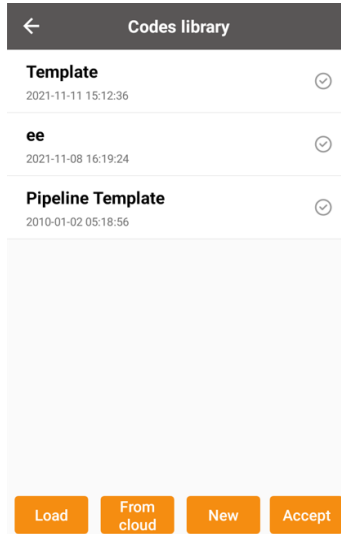 Codes library
Template
2021-11-11 15:12:36
ee
2021-11-08 16:19:24
Pipeline Template
2010-01-02 05:18:56
Load
From
cloud
New
Accept